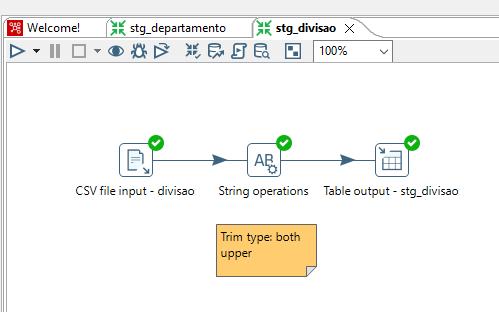 Welcome!
stg_departamento
stg_divisao
100%
AB
CSV file input - divisao
String operations
Table output - stg_divisao
Trim type: both
upper